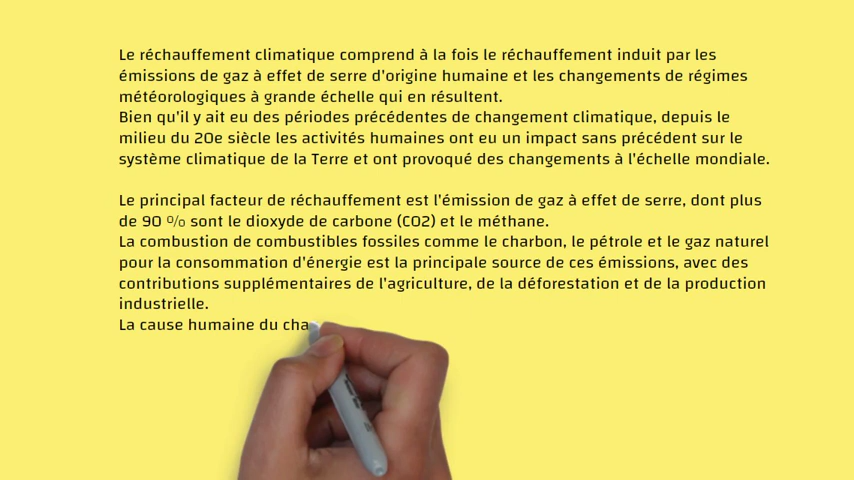 Le réchauffement climatique comprend à la fois le réchauffement induit par les
émissions de gaz à effet de serre d'origine humaine et les changements de régimes
météorologiques à grande échelle qui en résultent.
Bien qu'il y ait eu des périodes précédentes de changement climatique, depuis le
milieu du 20e siècle les activités humaines ont eu un impact sans précédent sur le
système climatique de la Terre et ont provoqué des changements à l'échelle mondiale.
Le principal facteur de réchauffement est l'émission de gaz à effet de serre, dont plus
de 90 % sont le dioxyde de carbone (CO2) et le méthane.
La combustion de combustibles fossiles comme le charbon, le pétrole et le gaz naturel
pour la consommation d'énergie est la principale source de ces émissions, avec des
contributions supplémentaires de l'agriculture, de la déforestation et de la production
industrielle.
La cause humaine du cha